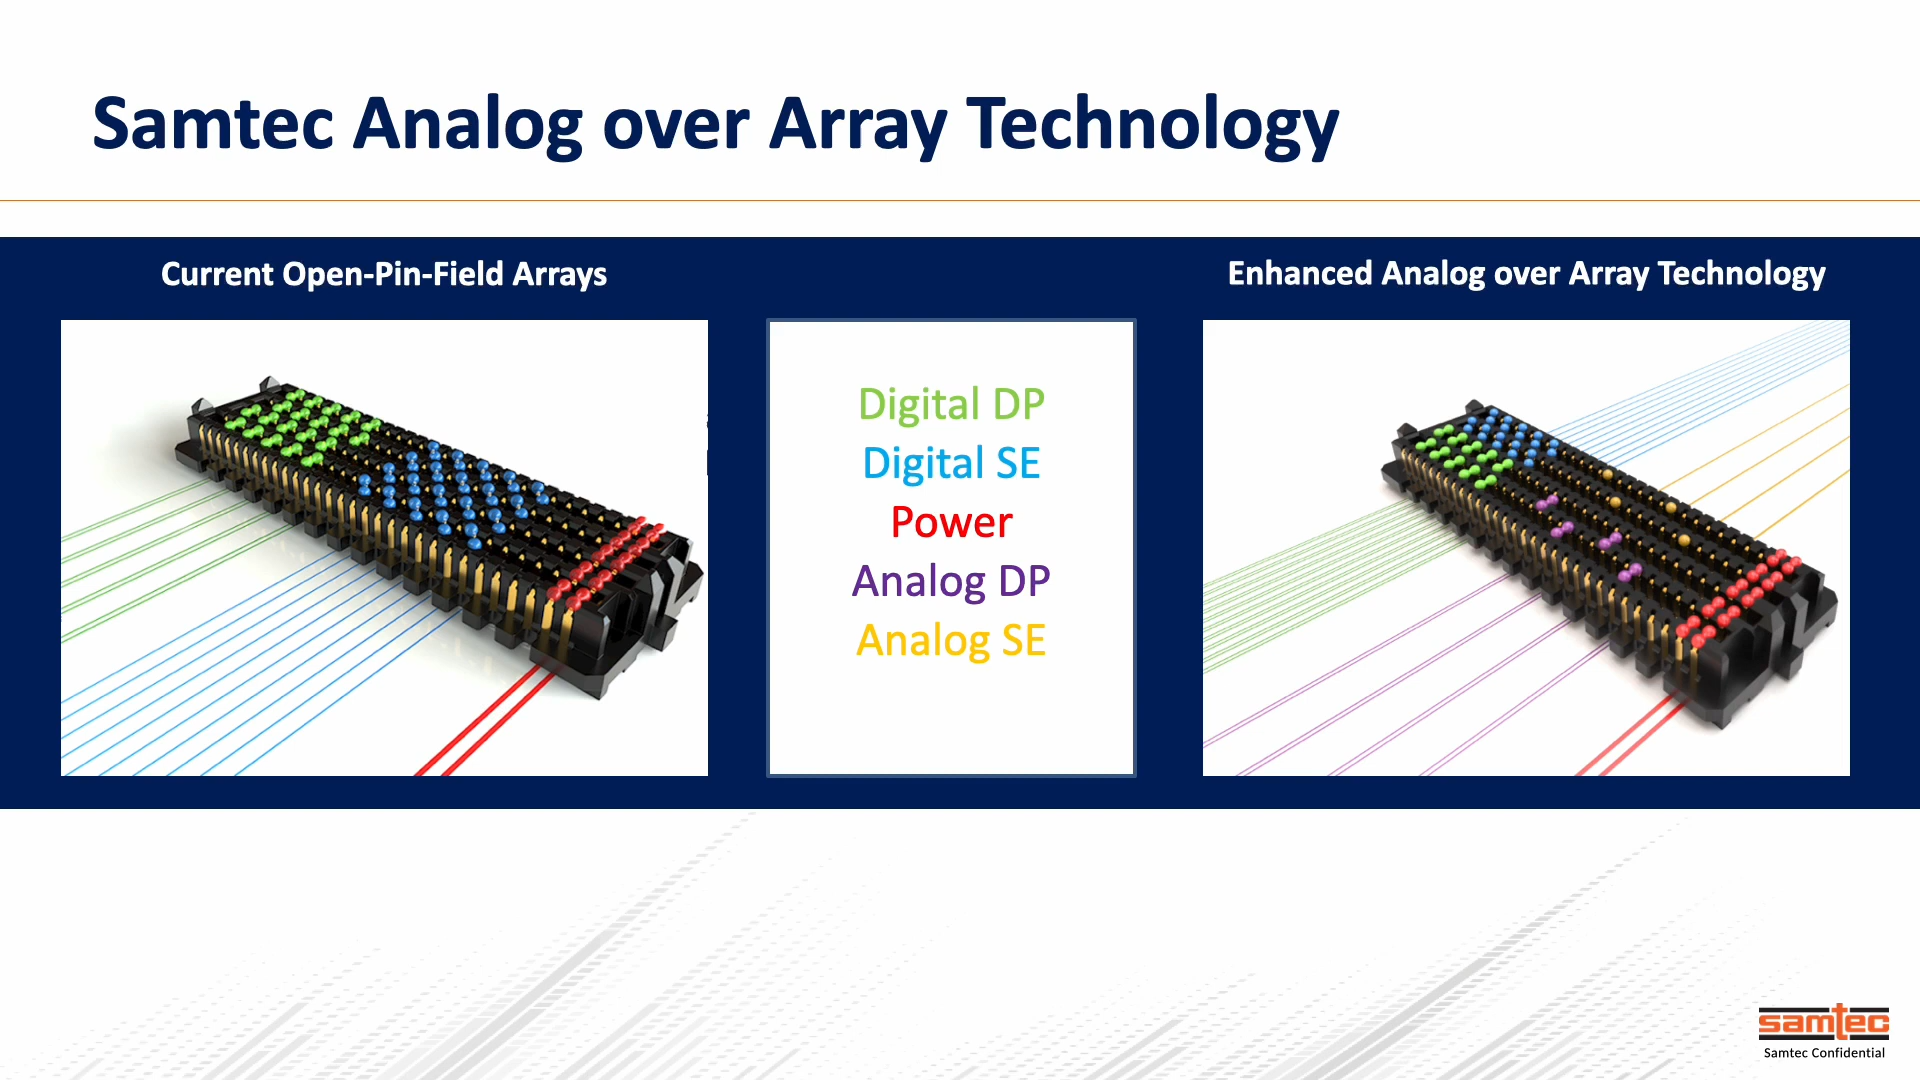 Samtec Analog over Array Technology
Current Open-Pin-Field Arrays
Enhanced Analog over Array Technology
Digital DP
Digital SE
Power
Analog DP
Analog SE
samtec
Samtec Confidential